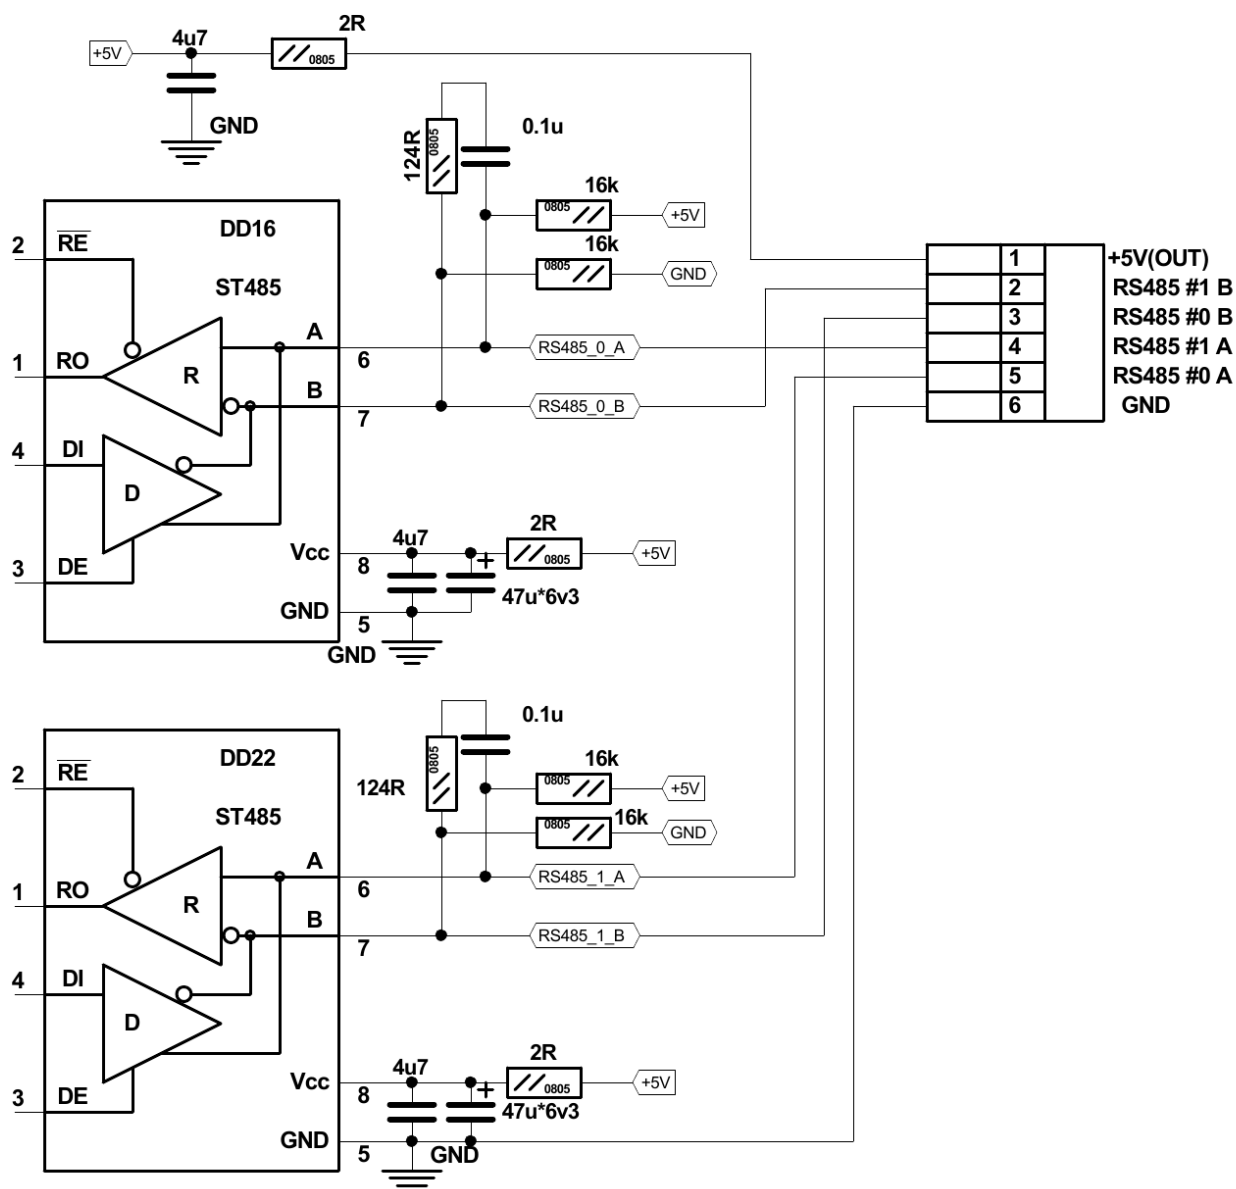 2R
4u7
+5V
0805
GND
0.1u
124R
0805
16k
0805
+5V
16k
0805
GND
DD16
ST485
2
RE
1
RO
R
A
6
B
7
4
DI
D
3
DE
Vcc
8
GND
5
GND
RS485_0_A
RS485_0_B
4u7
2R
0805
+5V
+
47u*6v3
1
+5V(OUT)
2
RS485 #1 B
3
RS485 #0 B
4
RS485 #1 A
5
RS485 #0 A
6
GND
0.1u
124R
0805
16k
0805
+5V
16k
0805
GND
DD22
ST485
2
RE
1
RO
R
A
6
B
7
4
DI
D
3
DE
Vcc
8
GND
5
GND
RS485_1_A
RS485_1_B
4u7
2R
0805
+5V
+
47u*6v3